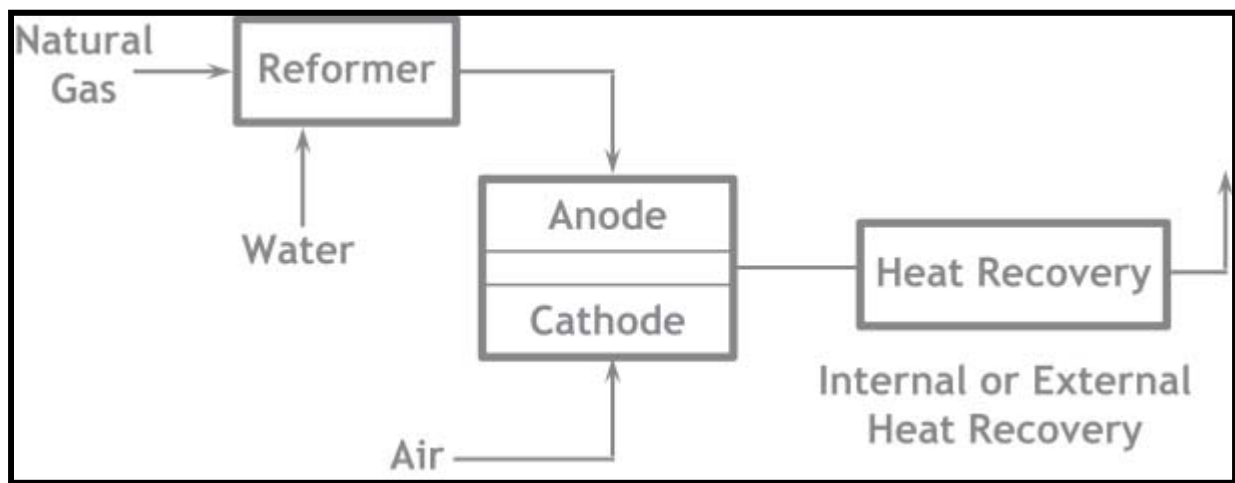 Natural
Gas
Reformer
Water
Anode
Cathode
Air
Heat Recovery
Internal or External
Heat Recovery